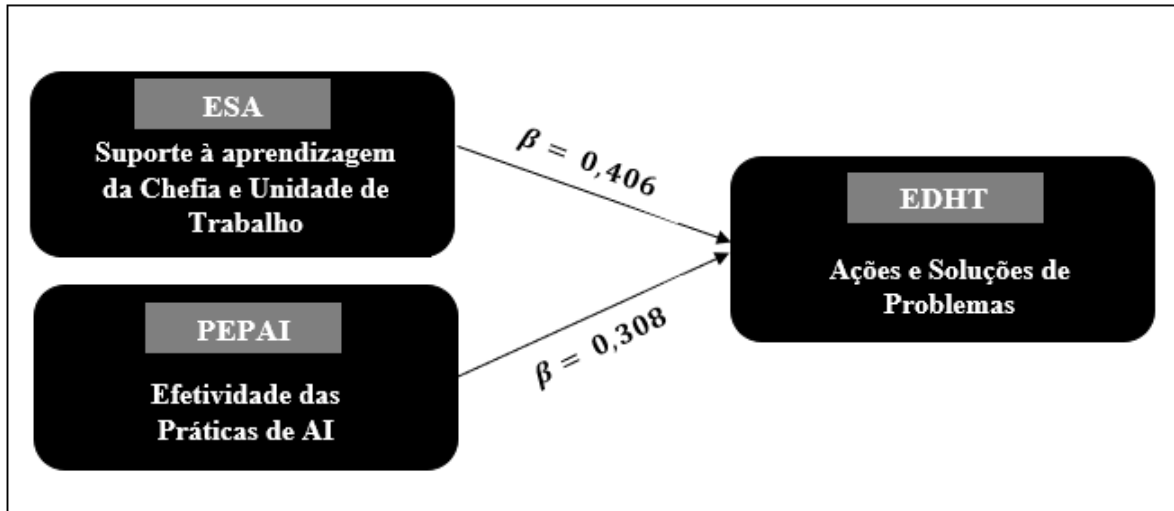 ESA
Suporte à aprendizagem
da Chefia e Unidade de
Trabalho
β = 0,406
PEPAI
Efetividade das
Práticas de AI
β = 0,308
EDHT
Ações e Soluções de
Problemas